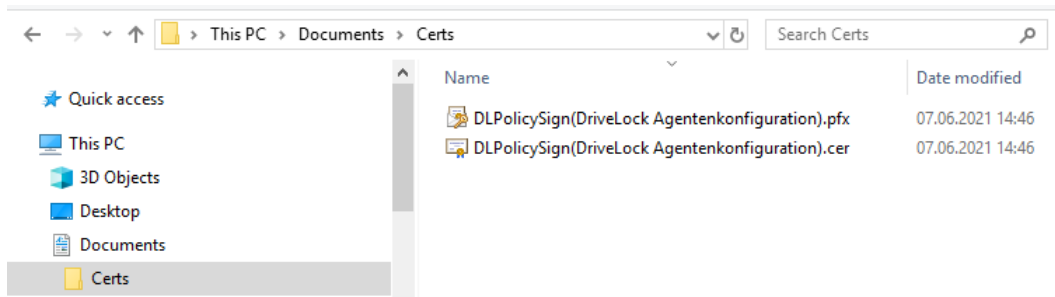 This PC > Documents > Certs
Search Certs
Name
Date modified
Quick access
This PC
3D Objects
Desktop
Documents
Certs
DLPolicySign(DriveLock Agentenkonfiguration).pfx 07.06.2021 14:46
DLPolicySign(DriveLock Agentenkonfiguration).cer 07.06.2021 14:46